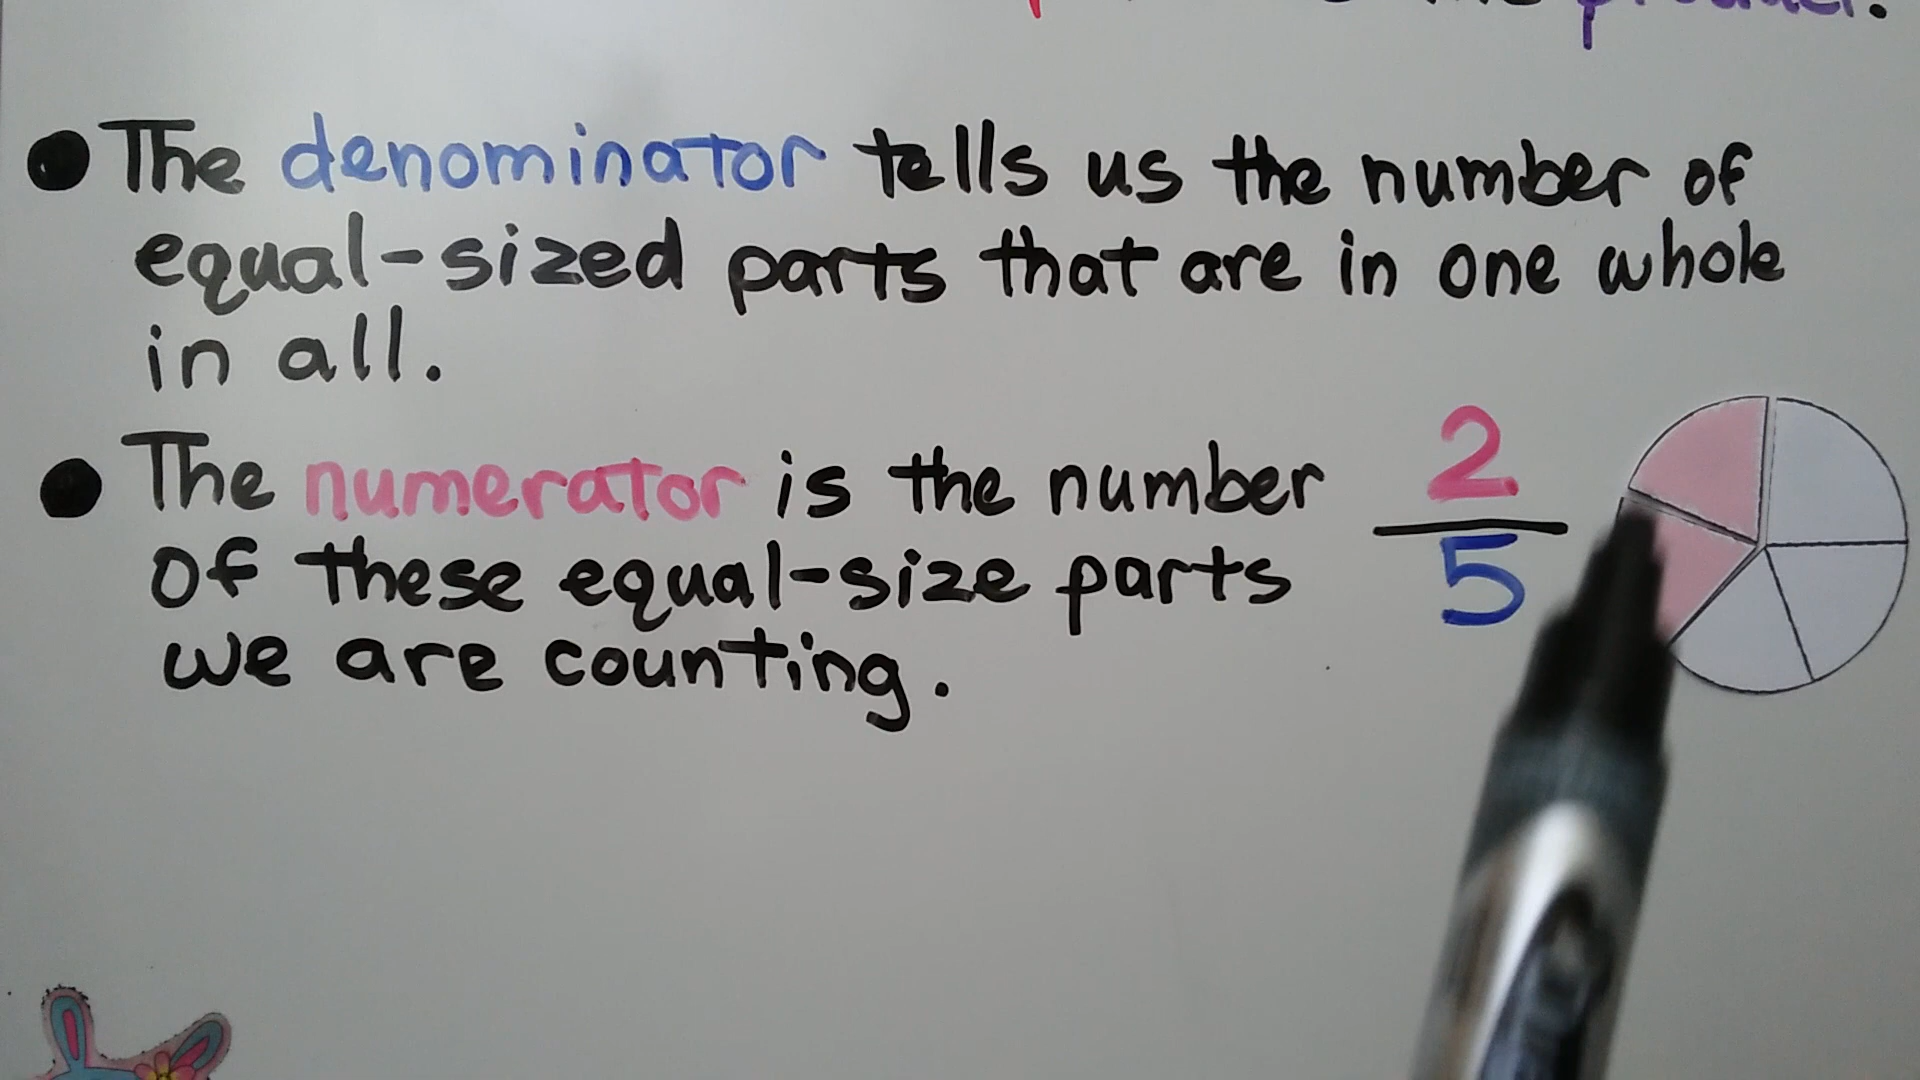 ● The denominator tells us the number of
equal-sized parts that are in one whole
in all.
● The numerator is the number
of these equal-size parts
we are counting.
2
5